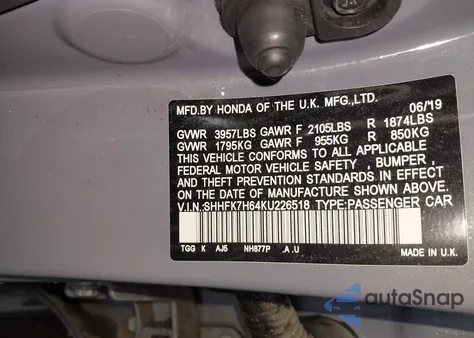 MFD.BY HONDA OF THE U.K. MFG.,LTD. 06/19
GVWR 3957LBS GAWR F 2105LBS R 1874LBS
GVWR 1795KG GAWR F 955KG R 850KG
THIS VEHICLE CONFORMS TO ALL APPLICABLE
FEDERAL MOTOR VEHICLE SAFETY , BUMPER ,
AND THEFT PREVENTION STANDARDS IN EFFECT
ON THE DATE OF MANUFACTURE SHOWN ABOVE.
V.I.N.:SHHFK7H64KU226518 TYPE:PASSENGER CAR
TGG K AJ5 NH877P .A .U MADE IN U.K.
autoSnap